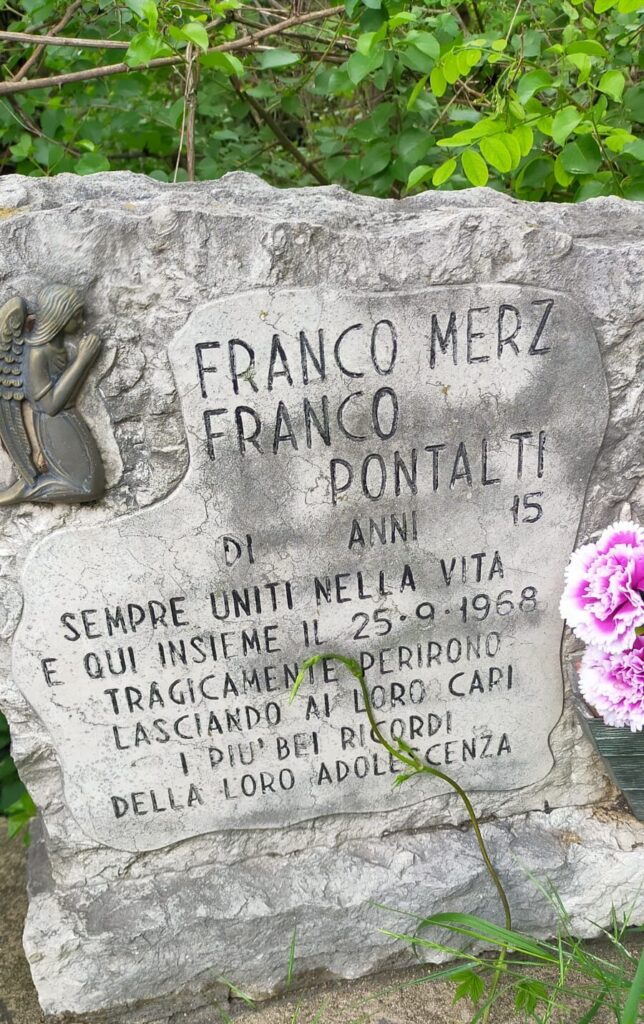 FRANCO MERZ
FRANCO
PONTALTI
DI ANNI 15
SEMPRE UNITI NELLA VITA
E QUI INSIEME IL 25·9·1968
TRAGICAMENTE PERIRONO
LASCIANDO AI LORO CARI
I PIU' BEI RICORDI
DELLA LORO ADOLESCENZA